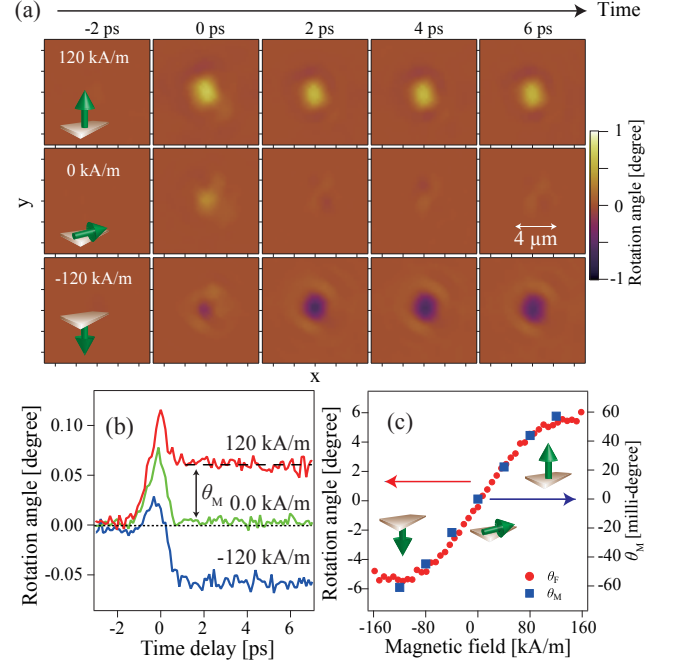 (a)
Time
-2 ps 0 ps 2 ps 4 ps 6 ps
120 kA/m
0 kA/m
-120 kA/m
4 μm
y
x
1
0
-1
Rotation angle [degree]
(b)
0.10
0.05
0.00
-0.05
Rotation angle [degree]
120 kA/m
θM
0.0 kA/m
-120 kA/m
-2 0 2 4 6
Time delay [ps]
(c)
6
4
2
0
-2
-4
-6
Rotation angle [degree]
60
40
20
0
-20
-40
-60
θM [milli-degree]
θF
θM
-160 -80 0 80 160
Magnetic field [kA/m]